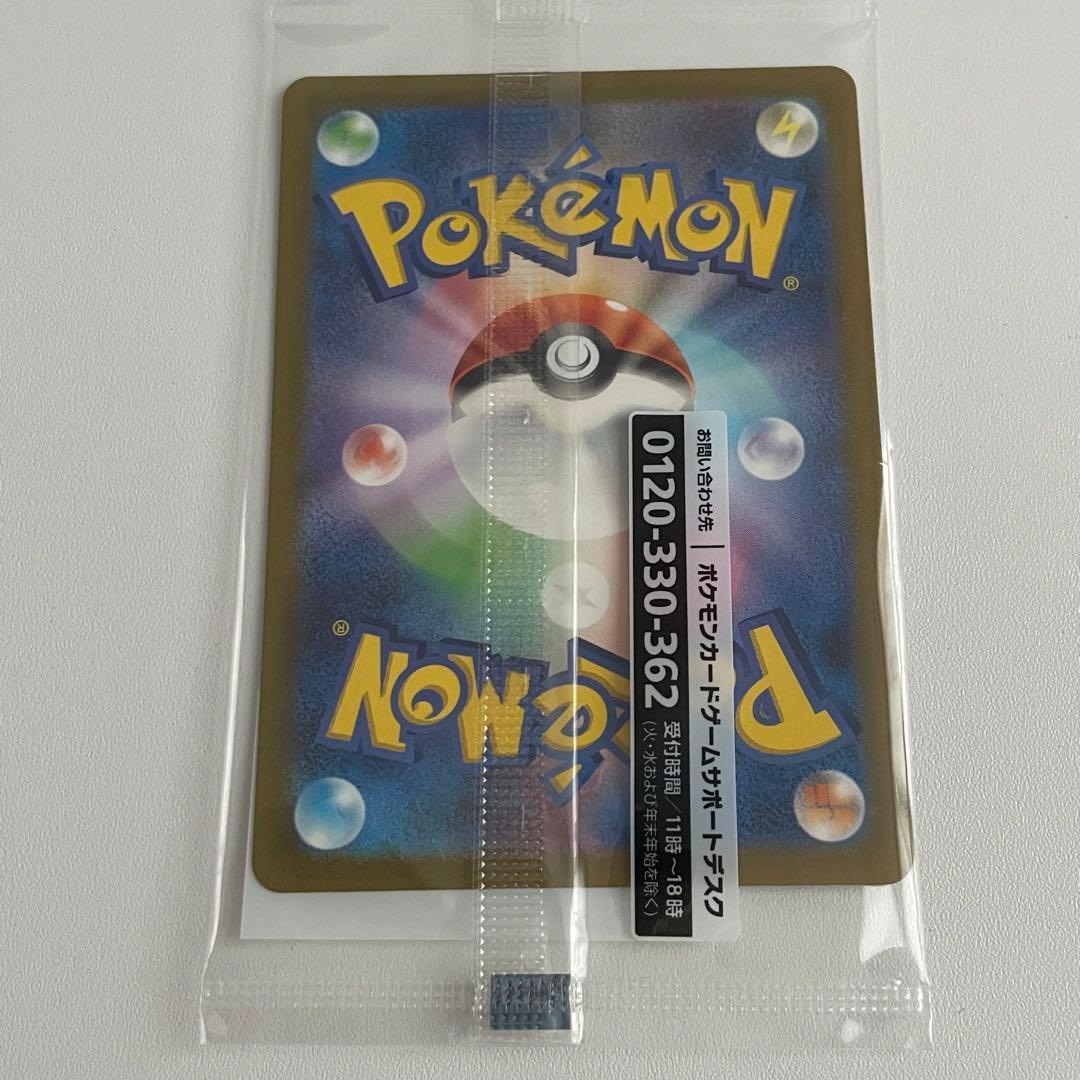 POKéMON
®
お問い合わせ先 | ポケモンカードゲームサポートデスク
0120-330-362 受付時間/11時～18時
(火・水および年末年始を除く)
POKéMON
®